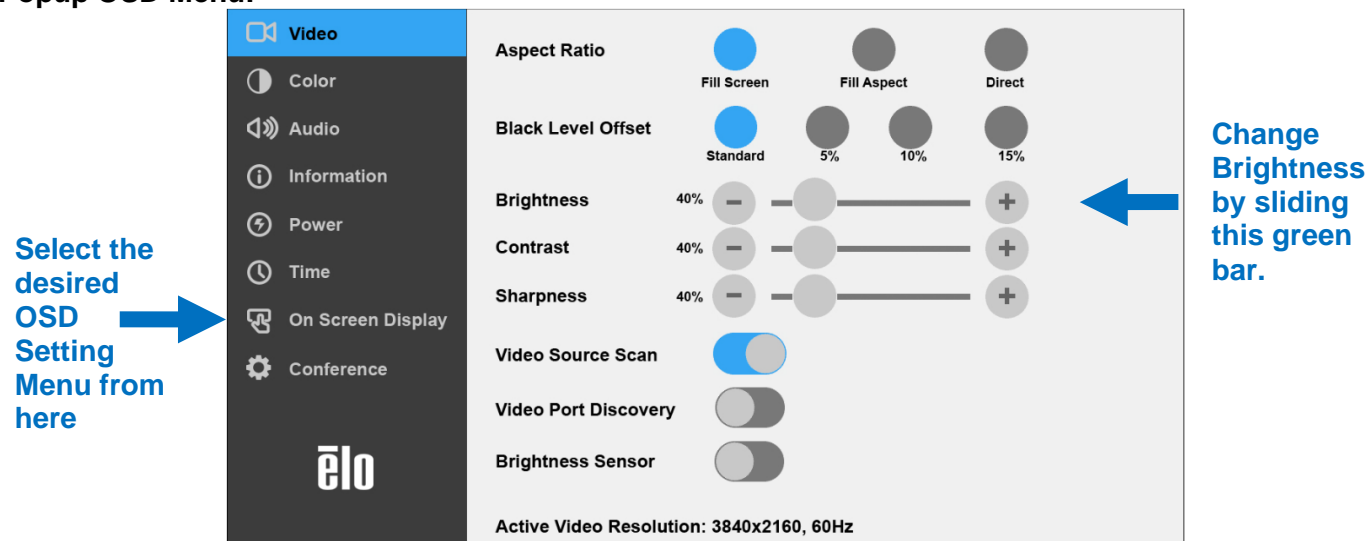 Popup OSD Menu:
Video
Color
Audio
Information
Power
Time
On Screen Display
Conference
ēlo
Select the
desired
OSD
Setting
Menu from
here
Aspect Ratio
Fill Screen Fill Aspect Direct
Black Level Offset
Standard 5% 10% 15%
Brightness 40% − +
Contrast 40% − +
Sharpness 40% − +
Video Source Scan
Video Port Discovery
Brightness Sensor
Active Video Resolution: 3840x2160, 60Hz
Change
Brightness
by sliding
this green
bar.